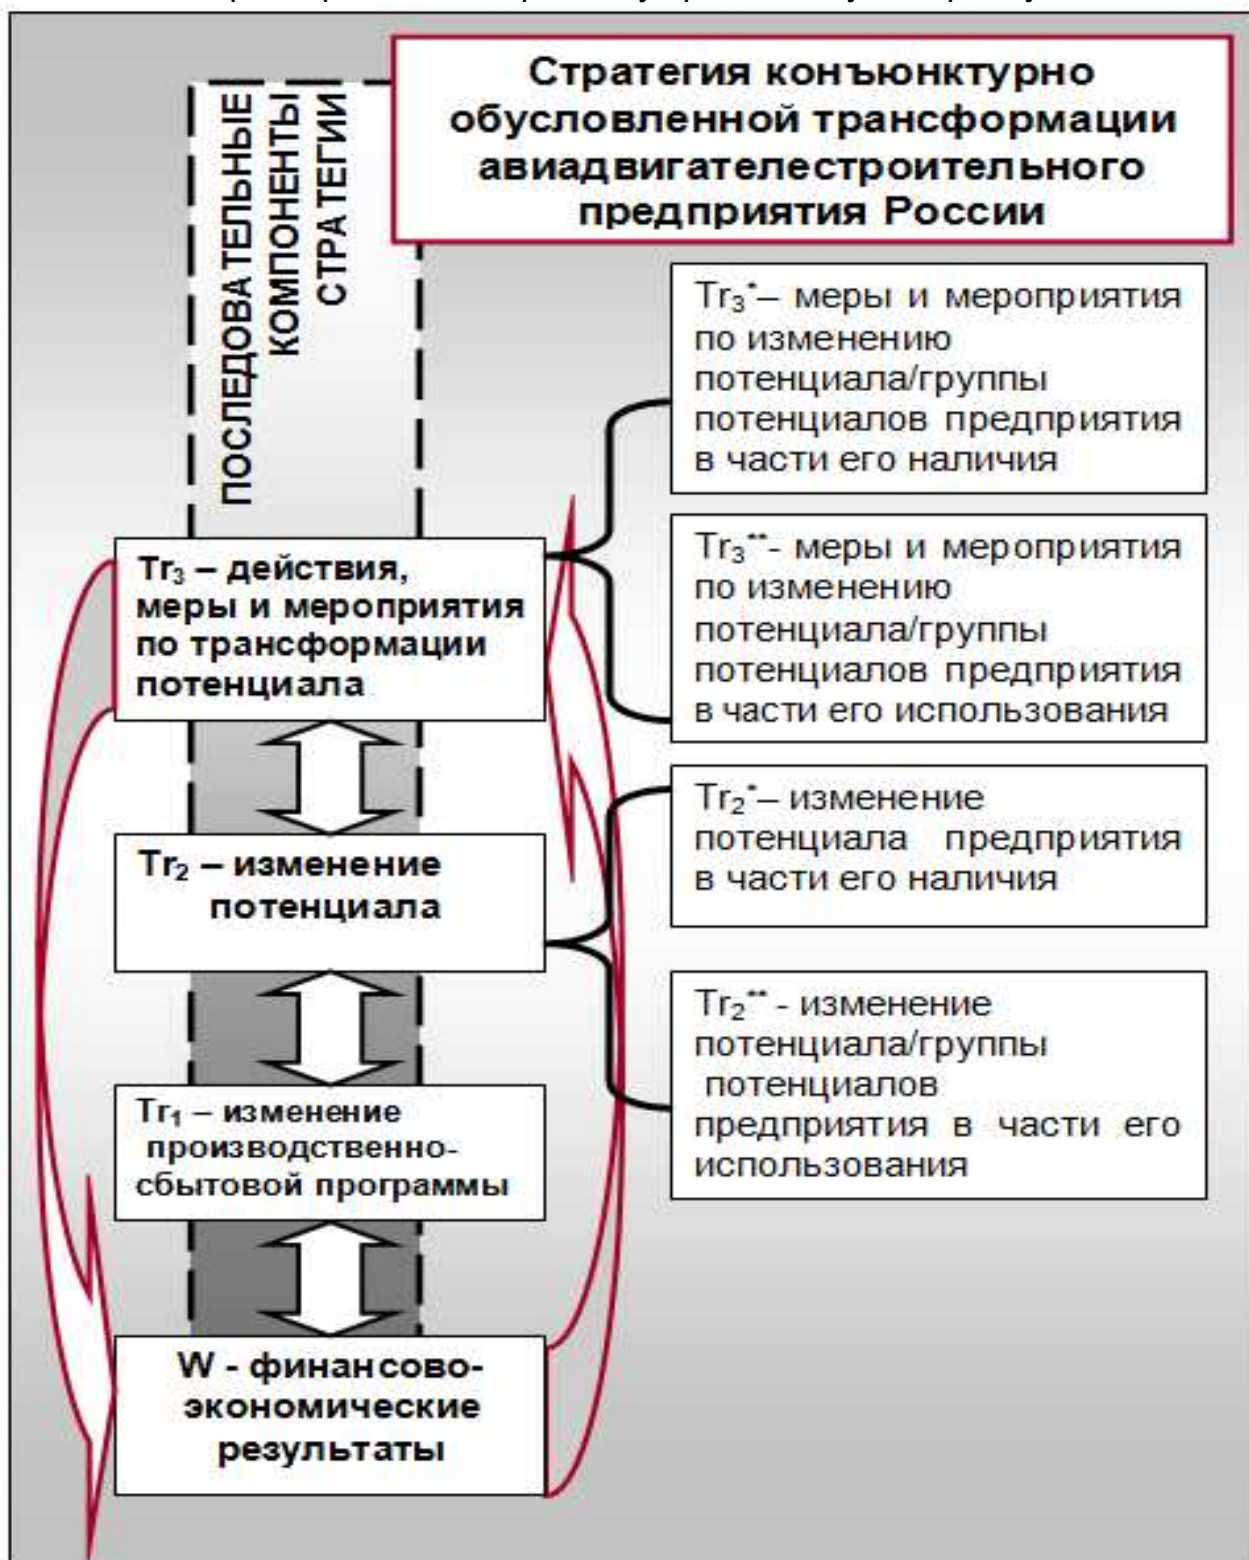 Стратегия конъюнктурно
обусловленной трансформации
авиадвигателестроительного
предприятия России
ПОСЛЕДОВАТЕЛЬНЫЕ
КОМПОНЕНТЫ
СТРАТЕГИИ
Tr₃*– меры и мероприятия
по изменению
потенциала/группы
потенциалов предприятия
в части его наличия
Tr₃**- меры и мероприятия
по изменению
потенциала/группы
потенциалов предприятия
в части его использования
Tr₃ – действия,
меры и мероприятия
по трансформации
потенциала
Tr₂*– изменение
потенциала предприятия
в части его наличия
Tr₂ – изменение
потенциала
Tr₂** - изменение
потенциала/группы
потенциалов
предприятия в части его
использования
Tr₁ – изменение
производственно-
сбытовой программы
W - финансово-
экономические
результаты